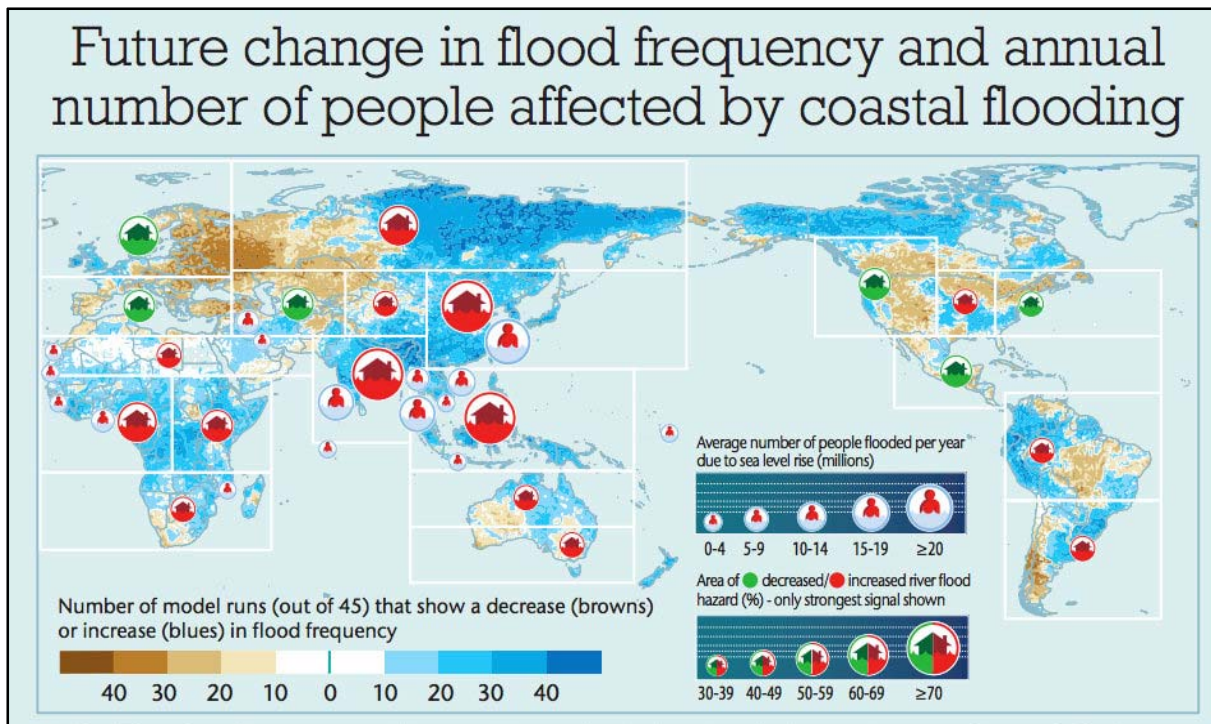 Future change in flood frequency and annual
number of people affected by coastal flooding
Average number of people flooded per year
due to sea level rise (millions)
0-4 5-9 10-14 15-19 ≥20
Area of decreased/ increased river flood
hazard (%) - only strongest signal shown
30-39 40-49 50-59 60-69 ≥70
Number of model runs (out of 45) that show a decrease (browns)
or increase (blues) in flood frequency
40 30 20 10 0 10 20 30 40